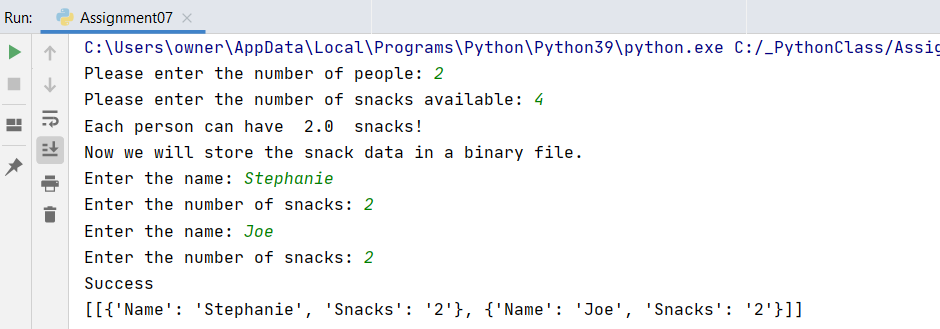 Run: Assignment07
C:\Users\owner\AppData\Local\Programs\Python\Python39\python.exe C:/_PythonClass/Assig
Please enter the number of people: 2
Please enter the number of snacks available: 4
Each person can have  2.0  snacks!
Now we will store the snack data in a binary file.
Enter the name: Stephanie
Enter the number of snacks: 2
Enter the name: Joe
Enter the number of snacks: 2
Success
[[{'Name': 'Stephanie', 'Snacks': '2'}, {'Name': 'Joe', 'Snacks': '2'}]]